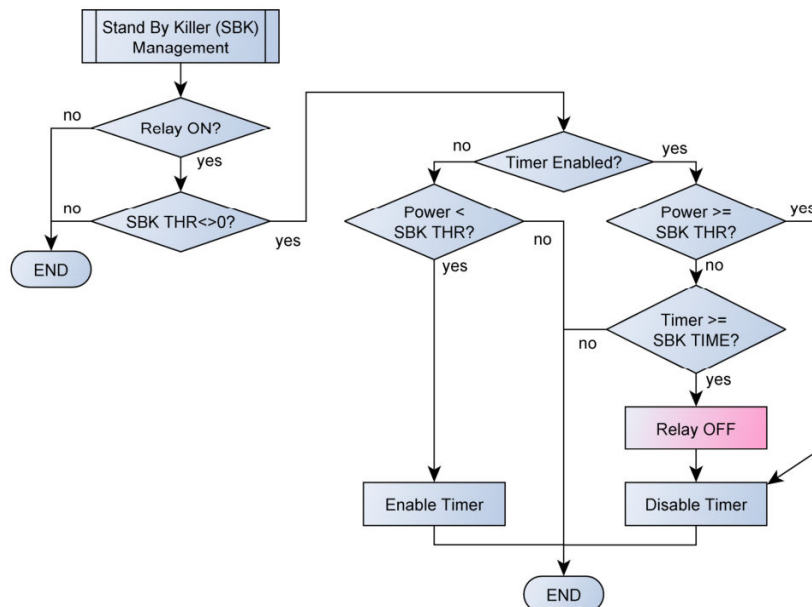 Stand By Killer (SBK)
Management
no
Relay ON?
yes
no
SBK THR<>0?
yes
END
no
Timer Enabled?
yes
Power <
SBK THR?
no
yes
Power >=
SBK THR?
yes
no
Timer >=
SBK TIME?
no
yes
Relay OFF
Enable Timer
Disable Timer
END